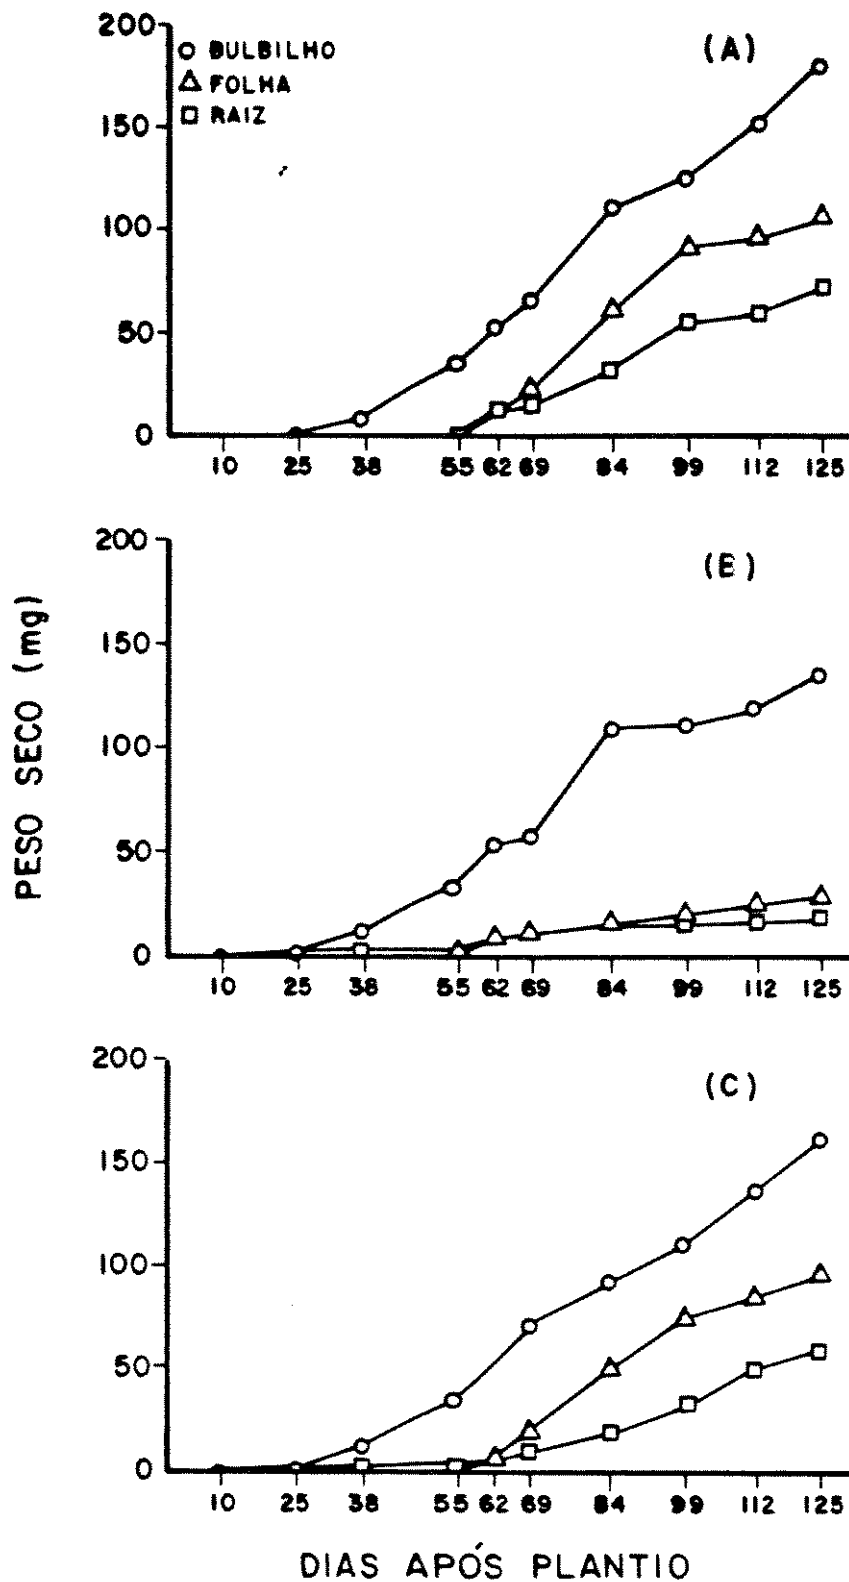 PESO SECO (mg)
(A)
○ BULBILHO
△ FOLHA
□ RAIZ
200
150
100
50
0
10 25 38 55 62 69 84 99 112 125
(B)
200
150
100
50
0
10 25 38 55 62 69 84 99 112 125
(C)
200
150
100
50
0
10 25 38 55 62 69 84 99 112 125
DIAS APÓS PLANTIO